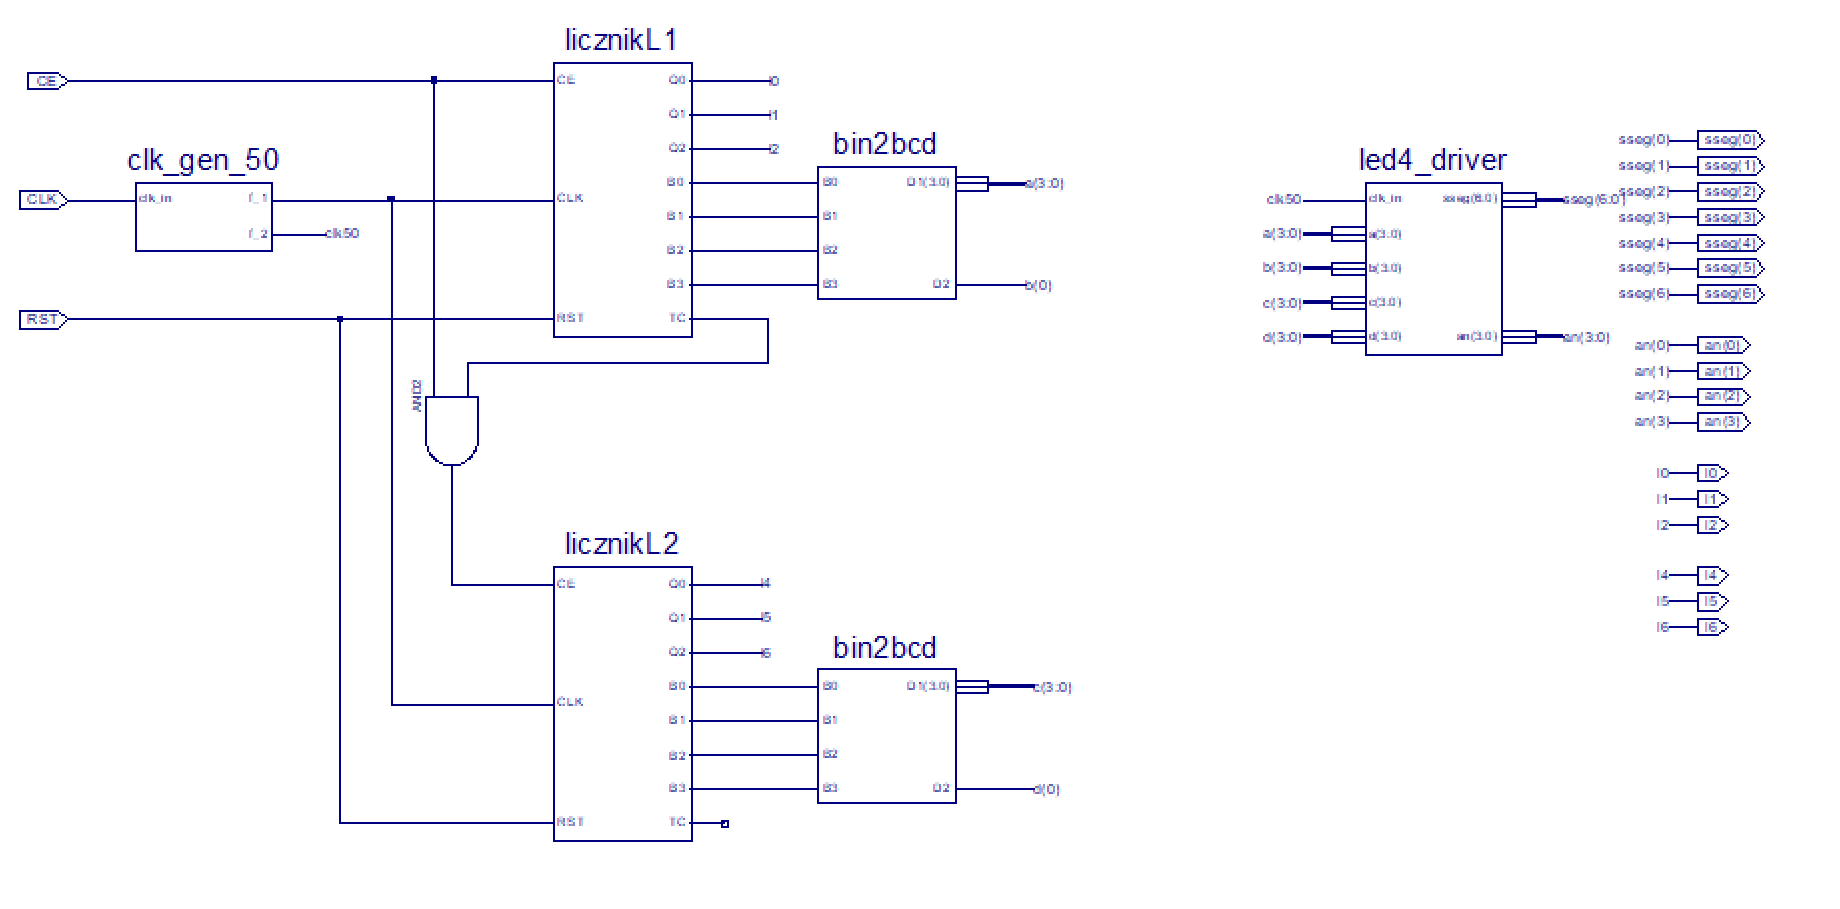 licznikL1
CE
CE
Q0
l0
Q1
l1
Q2
l2
bin2bcd
B0
B0
D1(3:0)
a(3:0)
B1
B1
B2
B2
B3
B3
D2
b(0)
TC
clk_gen_50
CLK
clk_in
f_1
CLK
f_2
clk50
RST
RST
AND2
licznikL2
CE
Q0
l4
Q1
l5
Q2
l6
bin2bcd
B0
B0
D1(3:0)
c(3:0)
CLK
B1
B1
B2
B2
B3
B3
D2
d(0)
RST
TC
led4_driver
clk50
clk_in
sseg(6:0)
sseg(6:0)
a(3:0)
a(3:0)
b(3:0)
b(3:0)
c(3:0)
c(3:0)
d(3:0)
d(3:0)
an(3:0)
an(3:0)
sseg(0) sseg(0)
sseg(1) sseg(1)
sseg(2) sseg(2)
sseg(3) sseg(3)
sseg(4) sseg(4)
sseg(5) sseg(5)
sseg(6) sseg(6)
an(0) an(0)
an(1) an(1)
an(2) an(2)
an(3) an(3)
l0 l0
l1 l1
l2 l2
l4 l4
l5 l5
l6 l6